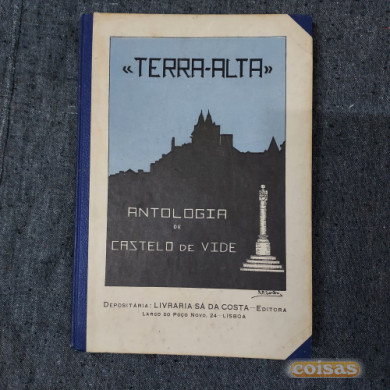 «TERRA-ALTA»
ANTOLOGIA
DE
CASTELO DE VIDE
DEPOSITÁRIA: LIVRARIA SÁ DA COSTA - EDITORA
LARGO DO POÇO NOVO, 24 - LISBOA
coisas